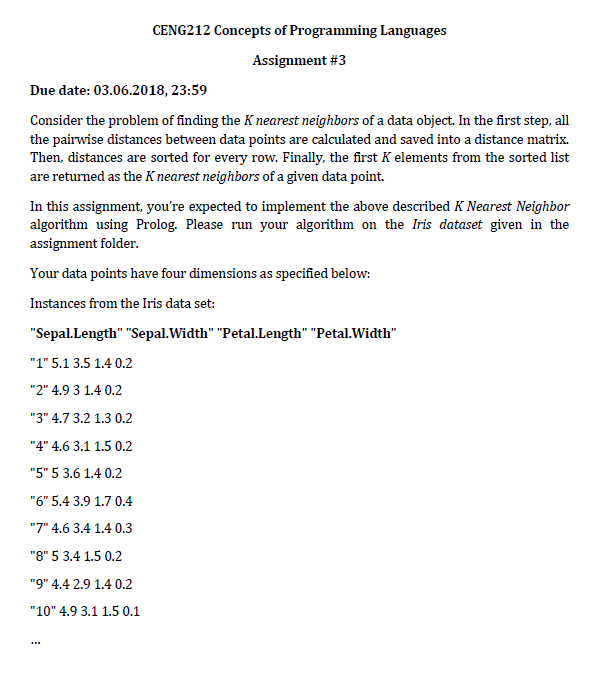 CENG212 Concepts of Programming Languages
Assignment #3
Due date: 03.06.2018, 23:59
Consider the problem of finding the K nearest neighbors of a data object. In the first step, all
the pairwise distances between data points are calculated and saved into a distance matrix.
Then, distances are sorted for every row. Finally, the first K elements from the sorted list
are returned as the K nearest neighbors of a given data point.
In this assignment, you're expected to implement the above described K Nearest Neighbor
algorithm using Prolog. Please run your algorithm on the Iris dataset given in the
assignment folder.
Your data points have four dimensions as specified below:
Instances from the Iris data set:
"Sepal.Length" "Sepal.Width" "Petal.Length" "Petal.Width"
"1" 5.1 3.5 1.4 0.2
"2" 4.9 3 1.4 0.2
"3" 4.7 3.2 1.3 0.2
"4" 4.6 3.1 1.5 0.2
"5" 5 3.6 1.4 0.2
"6" 5.4 3.9 1.7 0.4
"7" 4.6 3.4 1.4 0.3
"8" 5 3.4 1.5 0.2
"9" 4.4 2.9 1.4 0.2
"10" 4.9 3.1 1.5 0.1
...